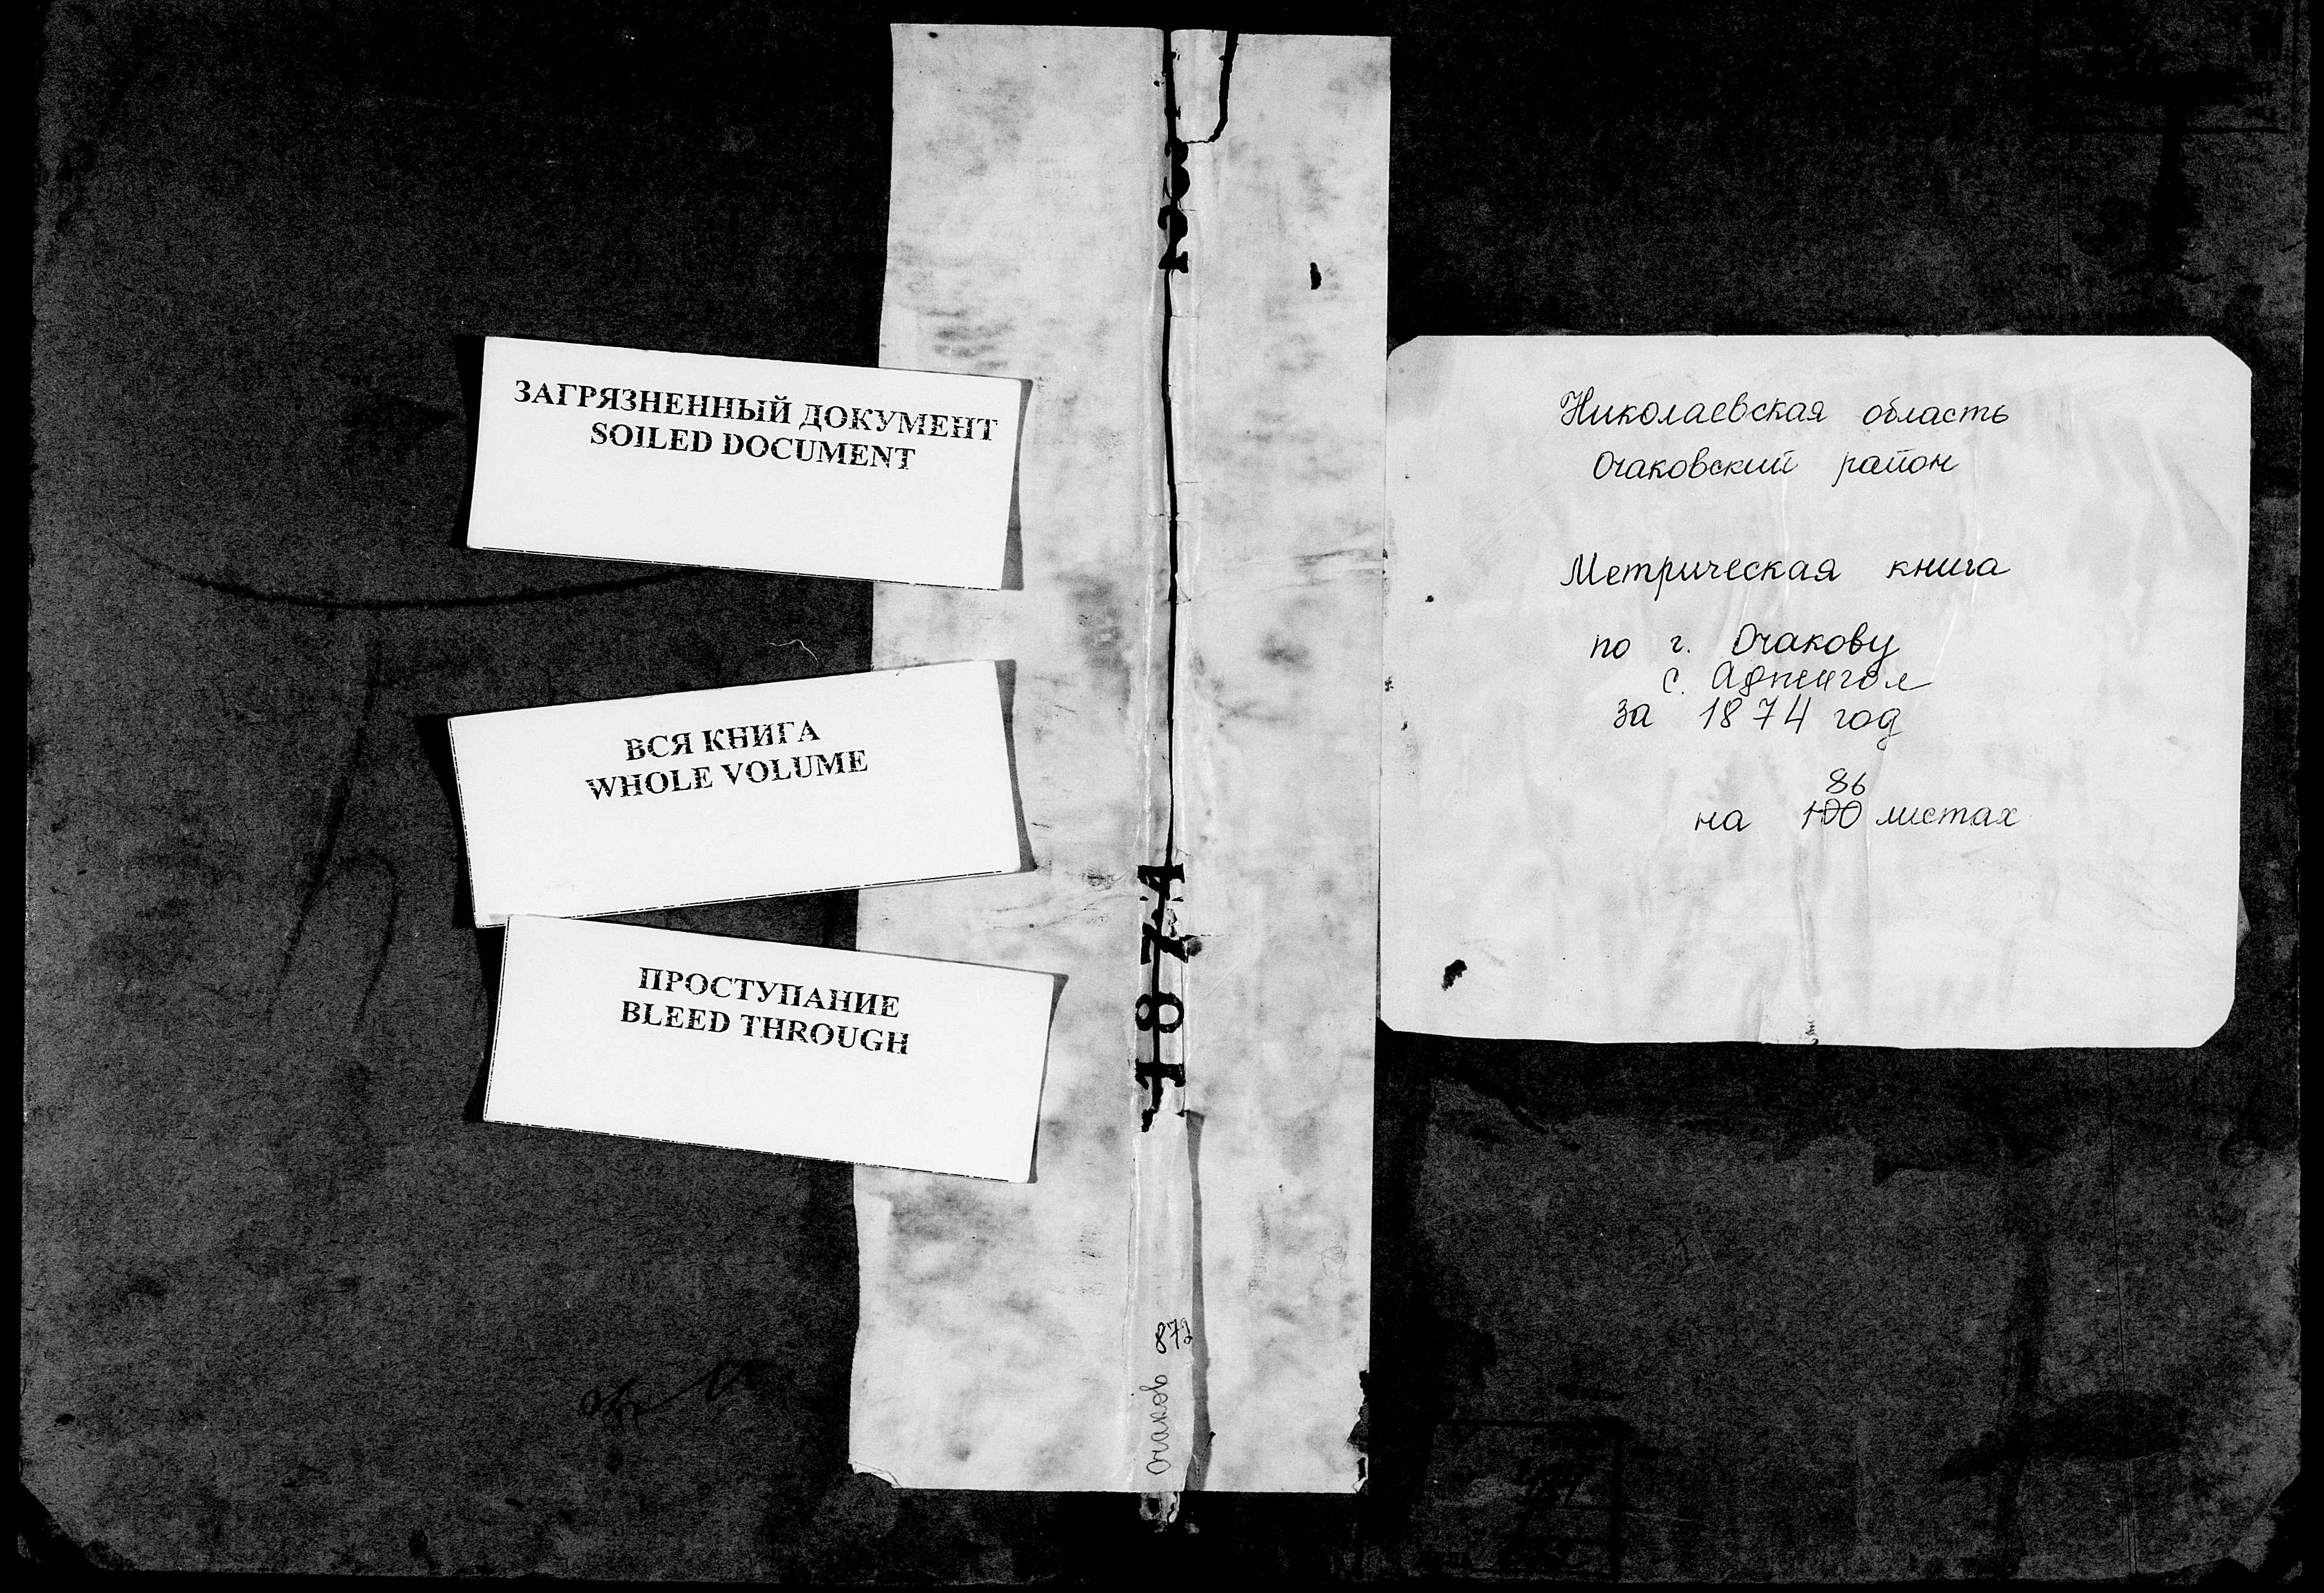 ЗАГРЯЗНЕННЫЙ ДОКУМЕНТ
SOILED DOCUMENT
ВСЯ КНИГА
WHOLE VOLUME
ПРОСТУПАНИЕ
BLEED THROUGH
1874
Очаков 872
Николаевская область
Очаковский район
Метрическая книга
по г. Очакову
с.
за 1874 год
86
на 100 листах